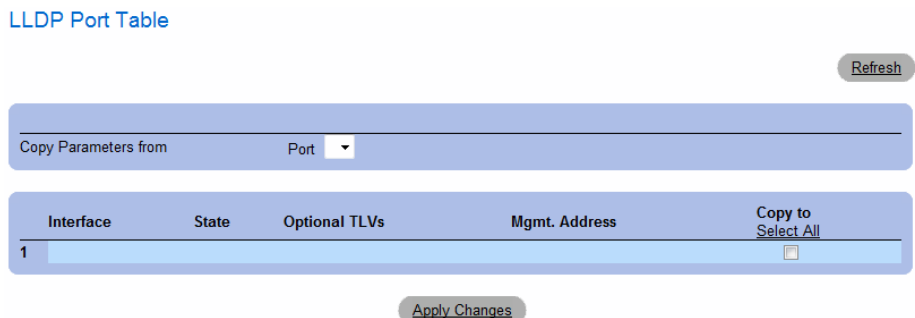 LLDP Port Table
Refresh
Copy Parameters from Port
Interface State Optional TLVs Mgmt. Address Copy to
Select All
1
Apply Changes